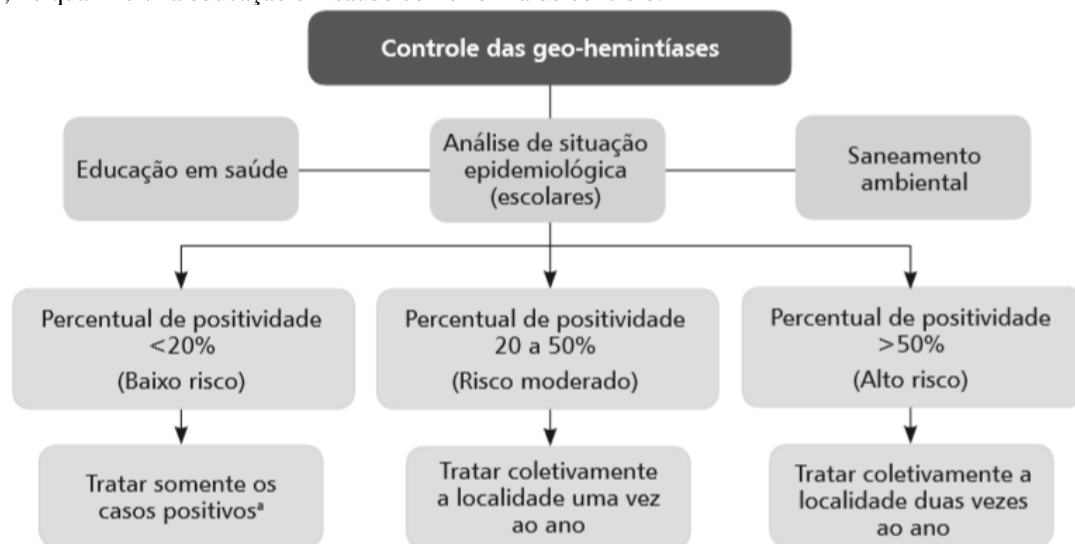 Controle das geo-hemintíases
Educação em saúde
Análise de situação
epidemiológica
(escolares)
Saneamento
ambiental
Percentual de positividade
<20%
(Baixo risco)
Percentual de positividade
20 a 50%
(Risco moderado)
Percentual de positividade
>50%
(Alto risco)
Tratar somente os
casos positivosª
Tratar coletivamente
a localidade uma vez
ao ano
Tratar coletivamente a
localidade duas vezes
ao ano